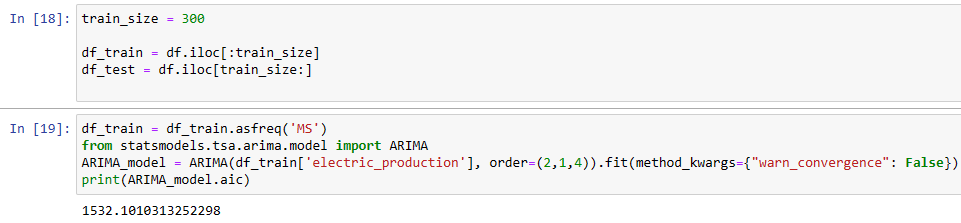 In [18]: train_size = 300
df_train = df.iloc[:train_size]
df_test = df.iloc[train_size:]
In [19]: df_train = df_train.asfreq('MS')
from statsmodels.tsa.arima.model import ARIMA
ARIMA_model = ARIMA(df_train['electric_production'], order=(2,1,4)).fit(method_kwargs={"warn_convergence": False})
print(ARIMA_model.aic)
1532.1010313252298